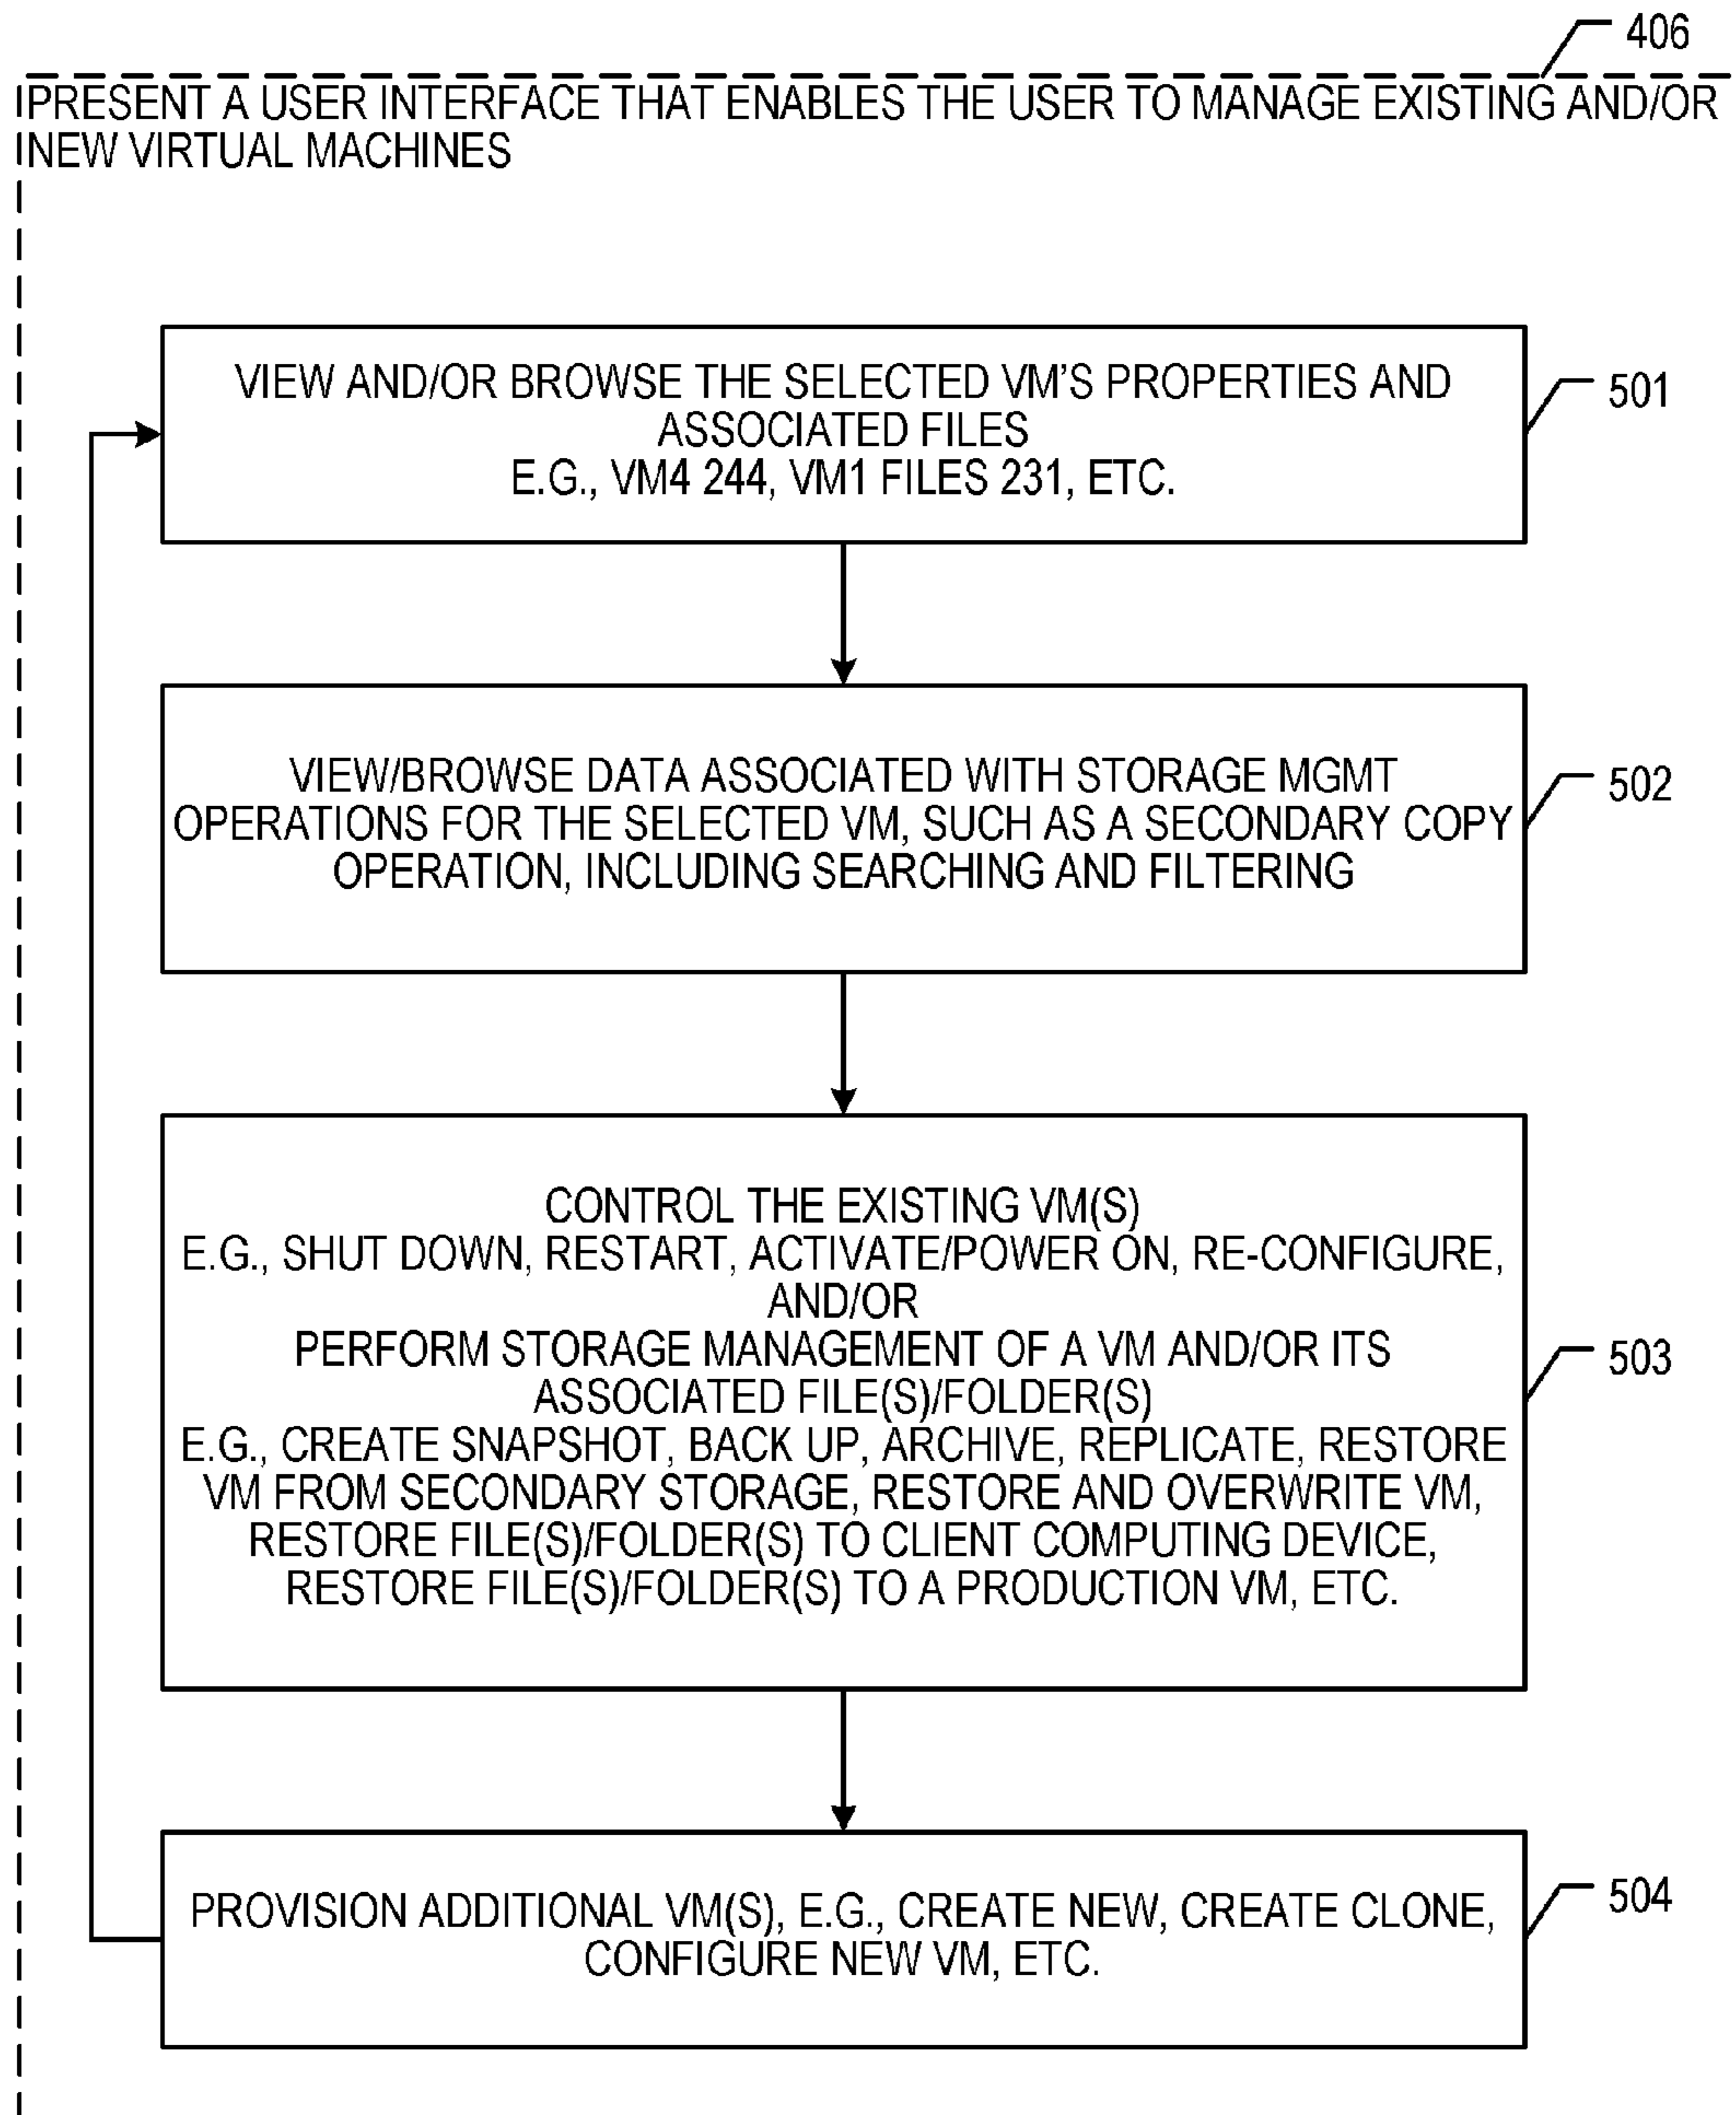 406
PRESENT A USER INTERFACE THAT ENABLES THE USER TO MANAGE EXISTING AND/OR
NEW VIRTUAL MACHINES
VIEW AND/OR BROWSE THE SELECTED VM'S PROPERTIES AND
ASSOCIATED FILES
E.G., VM4 244, VM1 FILES 231, ETC.
501
VIEW/BROWSE DATA ASSOCIATED WITH STORAGE MGMT
OPERATIONS FOR THE SELECTED VM, SUCH AS A SECONDARY COPY
OPERATION, INCLUDING SEARCHING AND FILTERING
502
CONTROL THE EXISTING VM(S)
E.G., SHUT DOWN, RESTART, ACTIVATE/POWER ON, RE-CONFIGURE,
AND/OR
PERFORM STORAGE MANAGEMENT OF A VM AND/OR ITS
ASSOCIATED FILE(S)/FOLDER(S)
E.G., CREATE SNAPSHOT, BACK UP, ARCHIVE, REPLICATE, RESTORE
VM FROM SECONDARY STORAGE, RESTORE AND OVERWRITE VM,
RESTORE FILE(S)/FOLDER(S) TO CLIENT COMPUTING DEVICE,
RESTORE FILE(S)/FOLDER(S) TO A PRODUCTION VM, ETC.
503
PROVISION ADDITIONAL VM(S), E.G., CREATE NEW, CREATE CLONE,
CONFIGURE NEW VM, ETC.
504